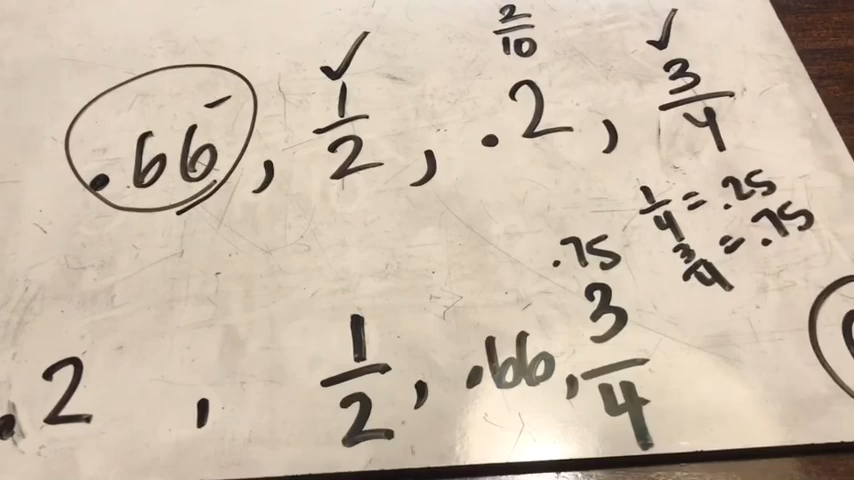 2/10
.66̄, 1/2, .2, 3/4
1/4 = .25
3/4 = .75
.75
.2, 1/2, .66, 3/4